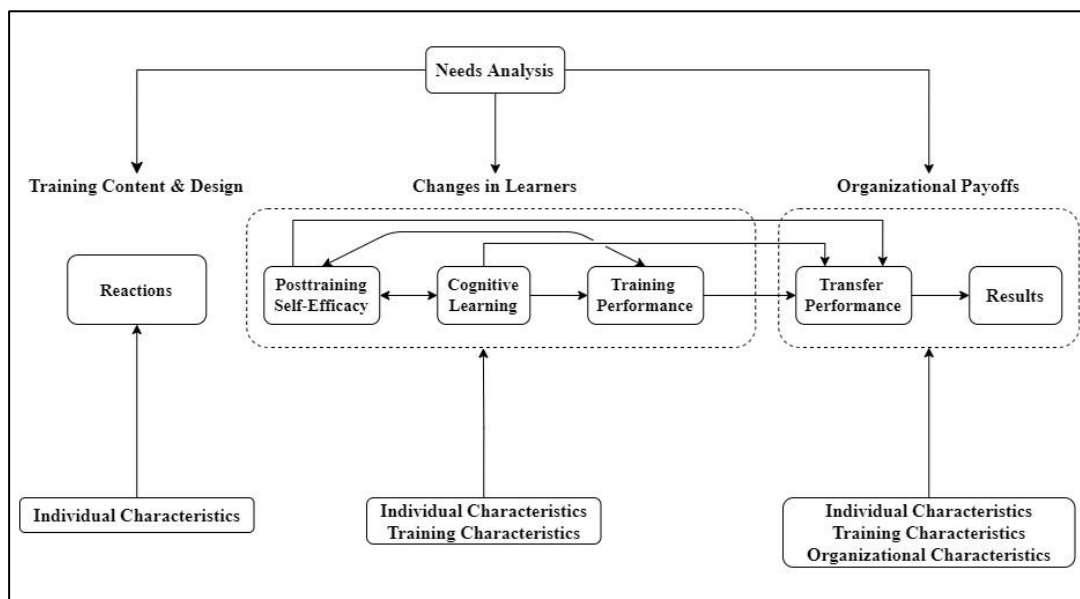 Needs Analysis
Training Content & Design
Changes in Learners
Organizational Payoffs
Reactions
Posttraining
Self-Efficacy
Cognitive
Learning
Training
Performance
Transfer
Performance
Results
Individual Characteristics
Individual Characteristics
Training Characteristics
Individual Characteristics
Training Characteristics
Organizational Characteristics